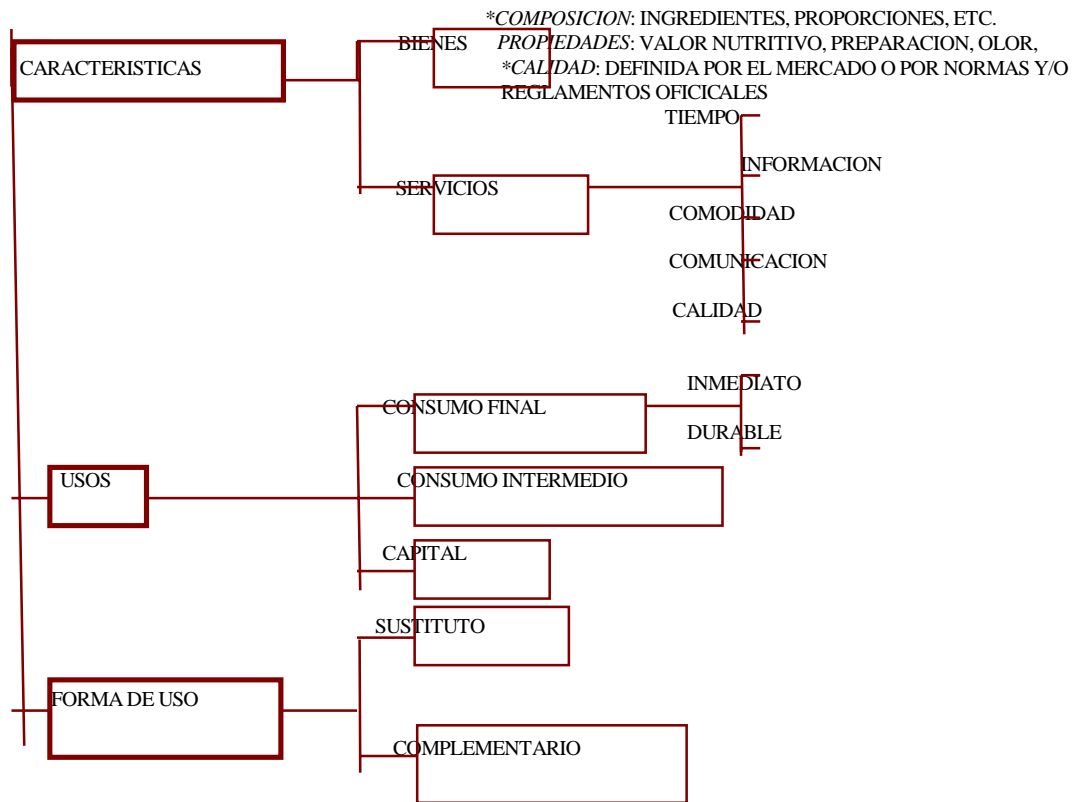 *COMPOSICION: INGREDIENTES, PROPORCIONES, ETC.
BIENES
PROPIEDADES: VALOR NUTRITIVO, PREPARACION, OLOR,
CARACTERISTICAS
*CALIDAD: DEFINIDA POR EL MERCADO O POR NORMAS Y/O
REGLAMENTOS OFICICALES
TIEMPO
INFORMACION
SERVICIOS
COMODIDAD
COMUNICACION
CALIDAD
INMEDIATO
CONSUMO FINAL
DURABLE
USOS
CONSUMO INTERMEDIO
CAPITAL
SUSTITUTO
FORMA DE USO
COMPLEMENTARIO